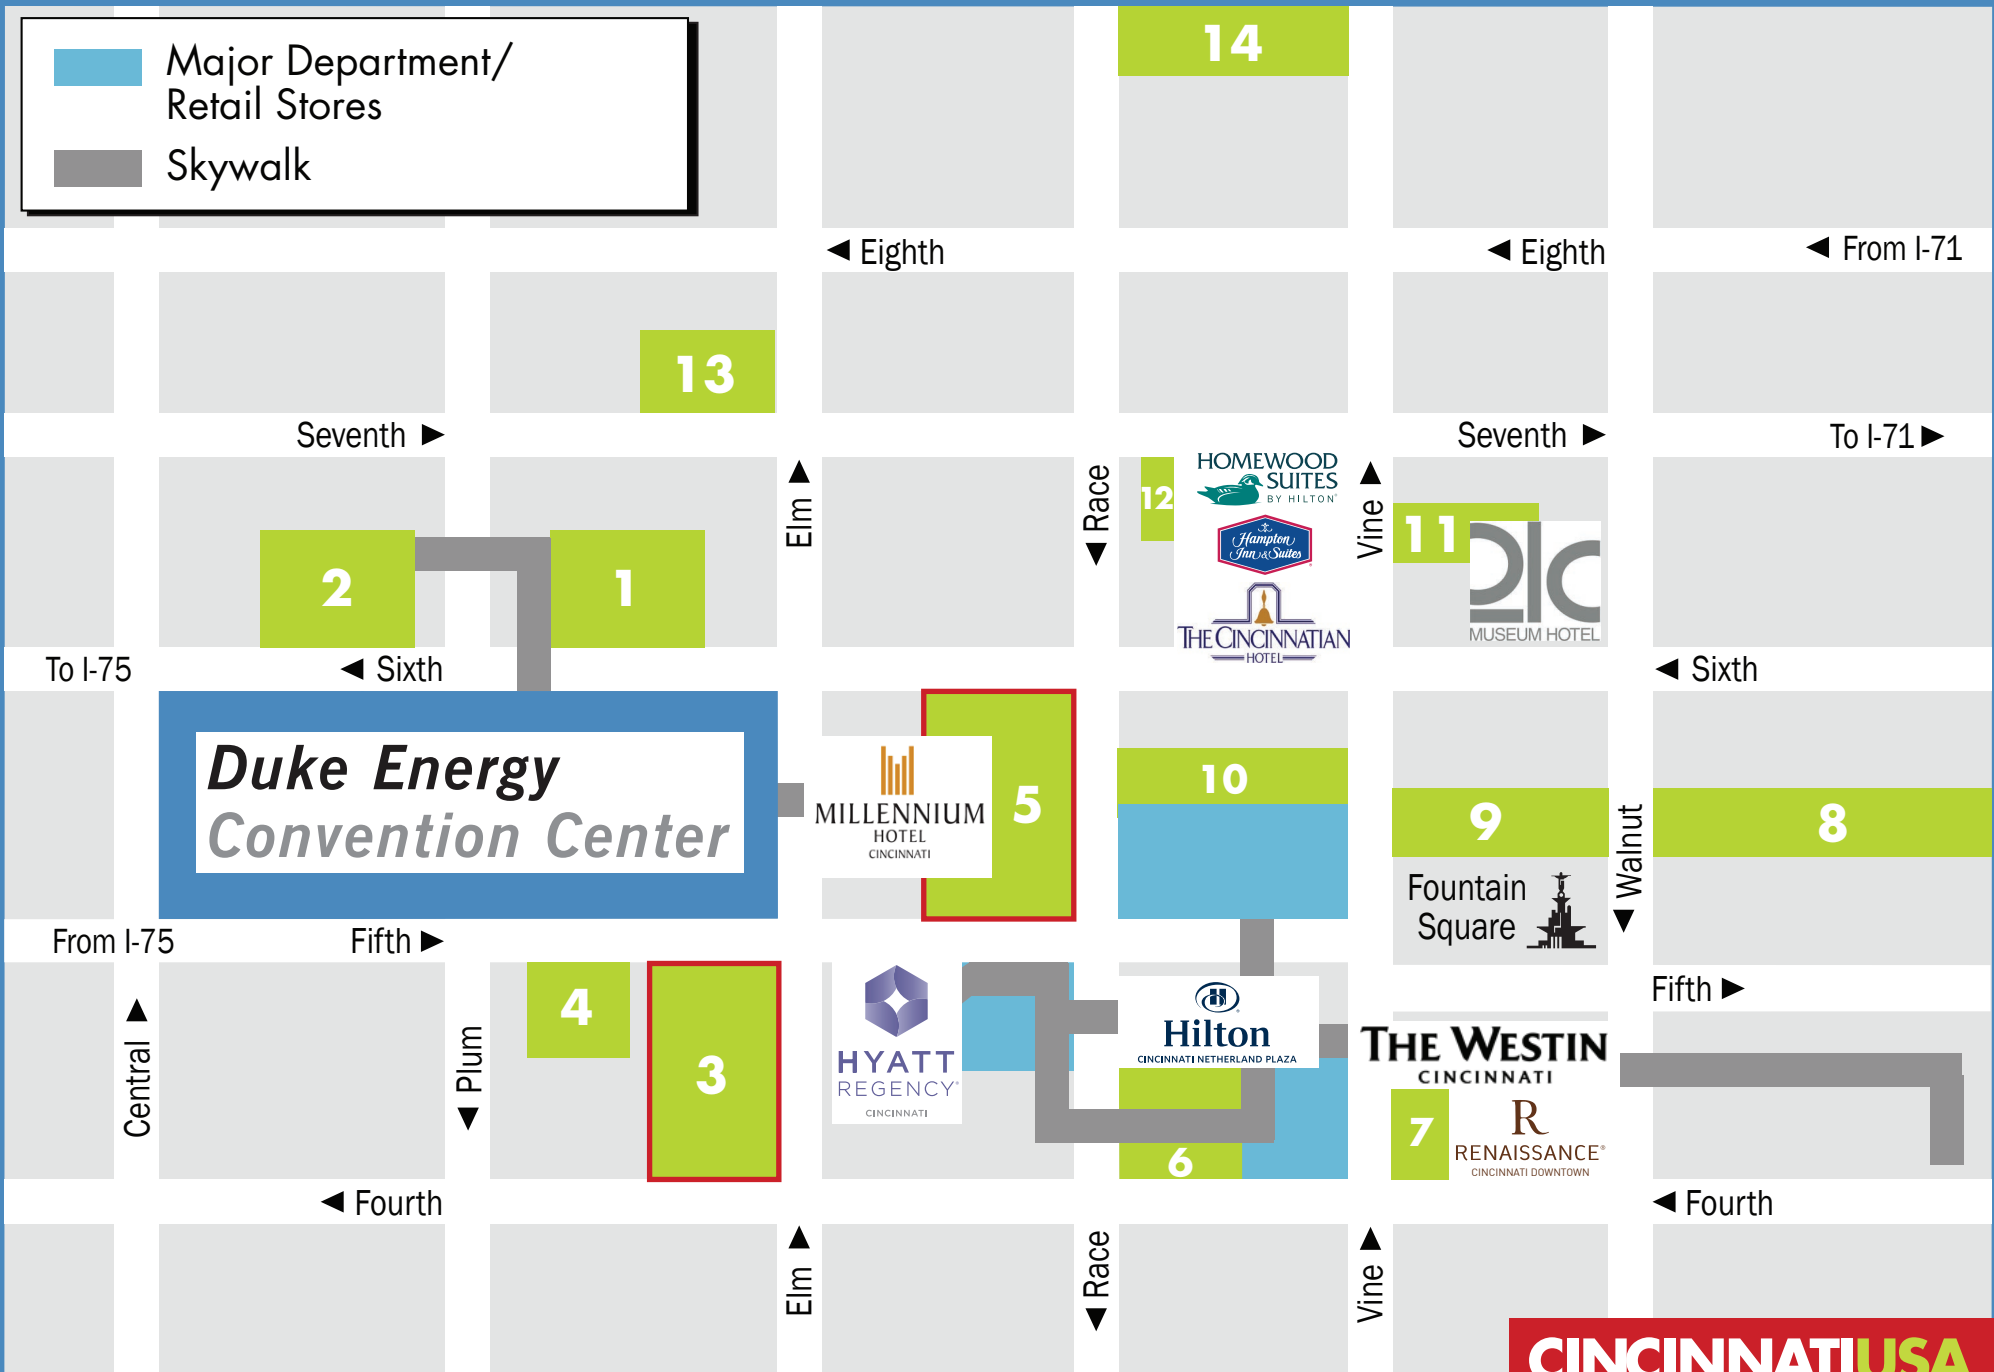 Major Department/
Retail Stores
Skywalk
14
◄ Eighth
◄ Eighth
◄ From I-71
13
Seventh ►
Seventh ►
To I-71 ►
Elm ►
◄ Race
Vine ►
12
HOMEWOOD
SUITES
BY HILTON
Hampton
Inn & Suites
THE CINCINNATIAN
HOTEL
11
21c
MUSEUM HOTEL
2
1
To I-75
◄ Sixth
◄ Sixth
Duke Energy
Convention Center
MILLENNIUM
HOTEL
CINCINNATI
5
10
9
8
◄ Walnut
Fountain
Square
From I-75
Fifth ►
Fifth ►
Central ►
◄ Plum
4
3
HYATT
REGENCY®
CINCINNATI
Hilton
CINCINNATI NETHERLAND PLAZA
THE WESTIN
CINCINNATI
7
R
RENAISSANCE®
CINCINNATI DOWNTOWN
6
◄ Fourth
◄ Fourth
Elm ►
◄ Race
Vine ►
CINCINNATIUSA